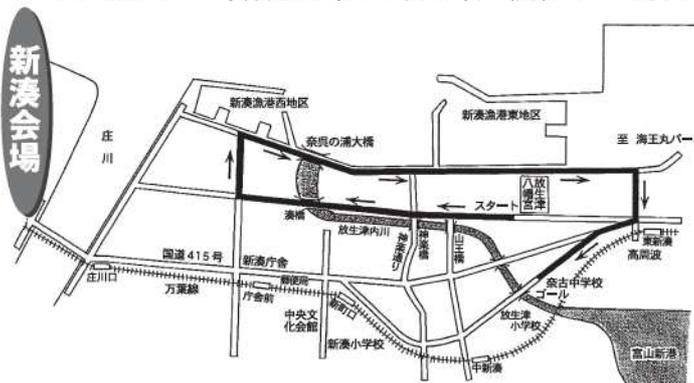 新湊会場
庄川
新湊漁港西地区
奈呉の浦大橋
新湊漁港東地区
至 海王丸パー
放生津
八幡宮
スタート
湊橋
放生津内川
神楽通り
神楽橋
山王橋
東新湊
高周波
奈古中学校
ゴール
国道415号
新湊庁舎
庄川口
万葉線
庁舎前
郵便局
新町口
中央文
化会館
新湊小学校
放生津
小学校
中新湊
富山新港